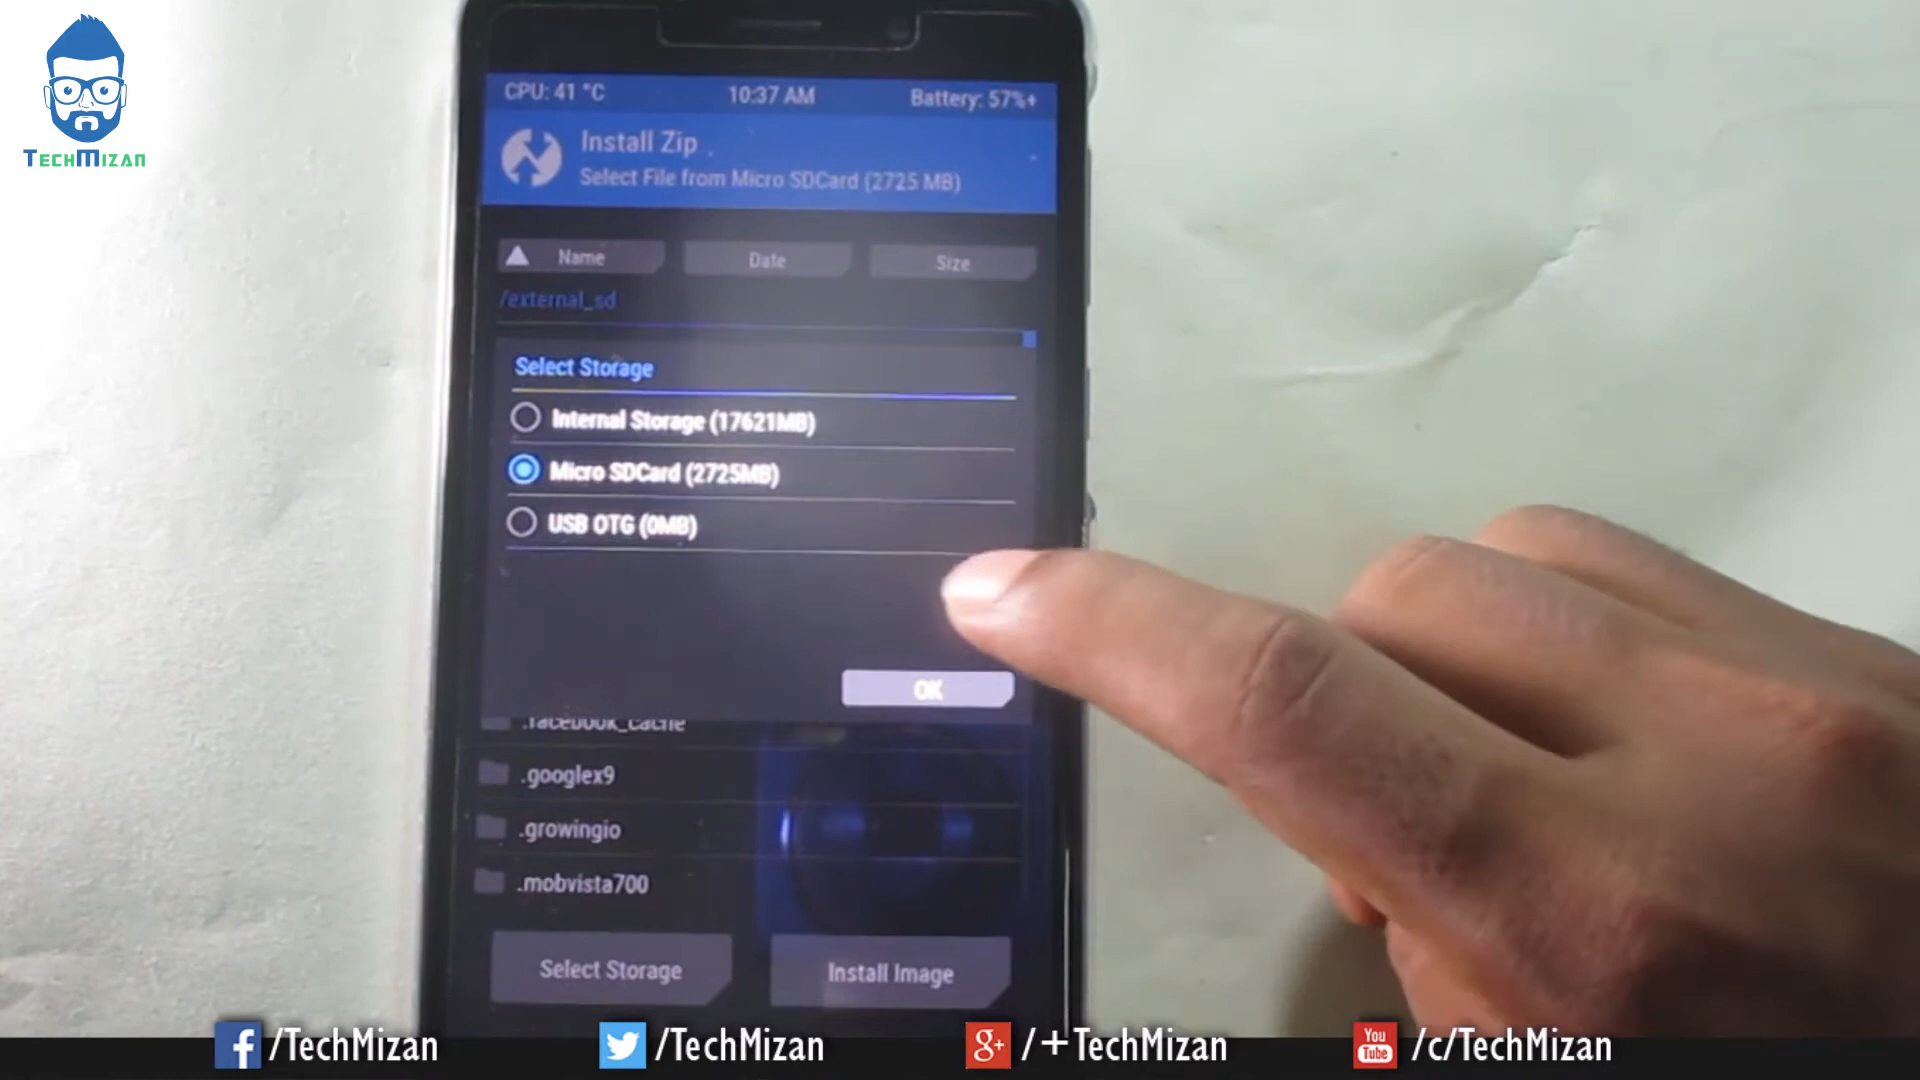 TECHMIZAN
CPU: 41 °C
10:37 AM
Battery: 57%+
Install Zip
Select File from Micro SDCard (2725 MB)
Name
Date
Size
/external_sd
Select Storage
Internal Storage (17621MB)
Micro SDCard (2725MB)
USB OTG (0MB)
OK
.facebook_cache
.googlex9
.growingio
.mobvista700
Select Storage
Install Image
f /TechMizan
/TechMizan
g+ /+TechMizan
You Tube /c/TechMizan